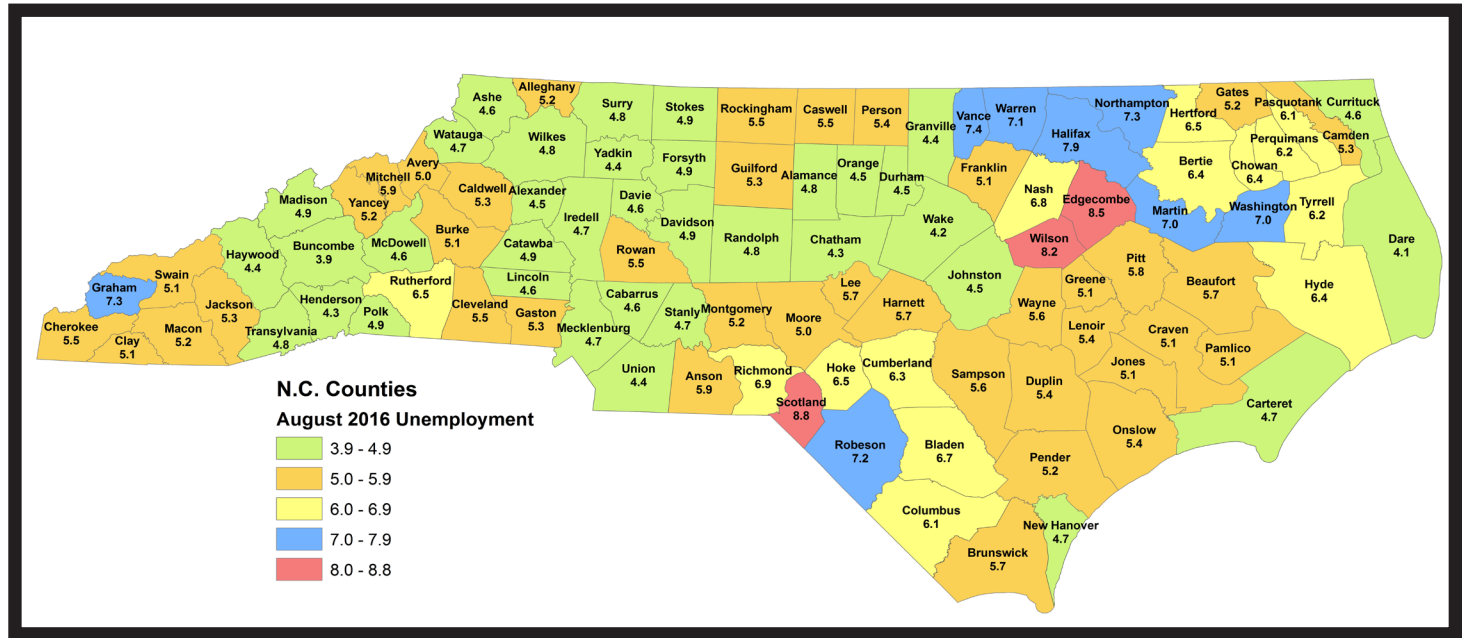 Alleghany
5.2
Ashe
4.6
Surry
4.8
Stokes
4.9
Rockingham
5.5
Caswell
5.5
Person
5.4
Granville
4.4
Vance
7.4
Warren
7.1
Northampton
7.3
Halifax
7.9
Hertford
6.5
Gates
5.2
Pasquotank
6.1
Currituck
4.6
Camden
5.3
Perquimans
6.2
Chowan
6.4
Bertie
6.4
Watauga
4.7
Wilkes
4.8
Yadkin
4.4
Forsyth
4.9
Guilford
5.3
Alamance
4.8
Orange
4.5
Durham
4.5
Franklin
5.1
Nash
6.8
Edgecombe
8.5
Martin
7.0
Washington
7.0
Tyrrell
6.2
Dare
4.1
Avery
5.0
Mitchell
5.9
Yancey
5.2
Caldwell
5.3
Alexander
4.5
Iredell
4.7
Davie
4.6
Davidson
4.9
Randolph
4.8
Chatham
4.3
Wake
4.2
Wilson
8.2
Pitt
5.8
Beaufort
5.7
Hyde
6.4
Madison
4.9
Haywood
4.4
Buncombe
3.9
McDowell
4.6
Burke
5.1
Catawba
4.9
Lincoln
4.6
Rowan
5.5
Swain
5.1
Graham
7.3
Jackson
5.3
Henderson
4.3
Rutherford
6.5
Polk
4.9
Cleveland
5.5
Gaston
5.3
Cabarrus
4.6
Stanly
4.7
Montgomery
5.2
Moore
5.0
Lee
5.7
Harnett
5.7
Johnston
4.5
Wayne
5.6
Greene
5.1
Lenoir
5.4
Craven
5.1
Pamlico
5.1
Jones
5.1
Cherokee
5.5
Clay
5.1
Macon
5.2
Transylvania
4.8
Mecklenburg
4.7
Union
4.4
Anson
5.9
Richmond
6.9
Scotland
8.8
Hoke
6.5
Cumberland
6.3
Sampson
5.6
Duplin
5.4
Onslow
5.4
Carteret
4.7
Robeson
7.2
Bladen
6.7
Pender
5.2
Columbus
6.1
Brunswick
5.7
New Hanover
4.7
N.C. Counties
August 2016 Unemployment
3.9 - 4.9
5.0 - 5.9
6.0 - 6.9
7.0 - 7.9
8.0 - 8.8